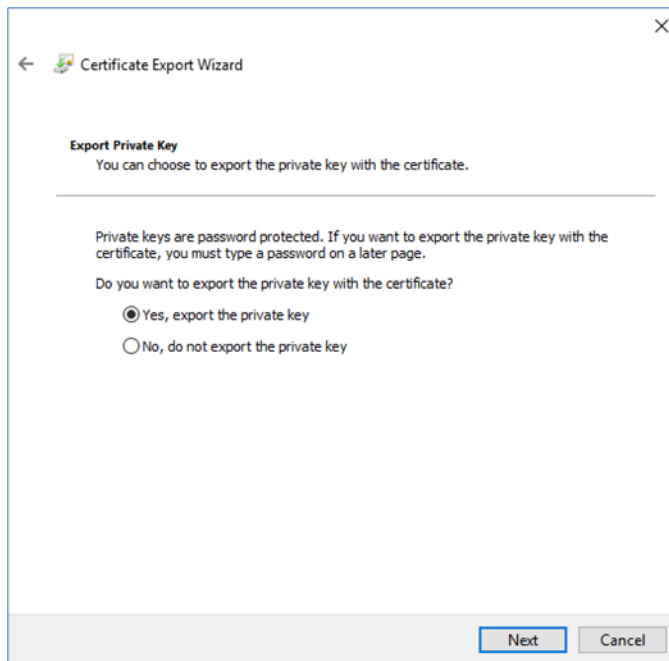 Certificate Export Wizard
Export Private Key
You can choose to export the private key with the certificate.
Private keys are password protected. If you want to export the private key with the
certificate, you must type a password on a later page.
Do you want to export the private key with the certificate?
Yes, export the private key
No, do not export the private key
Next Cancel